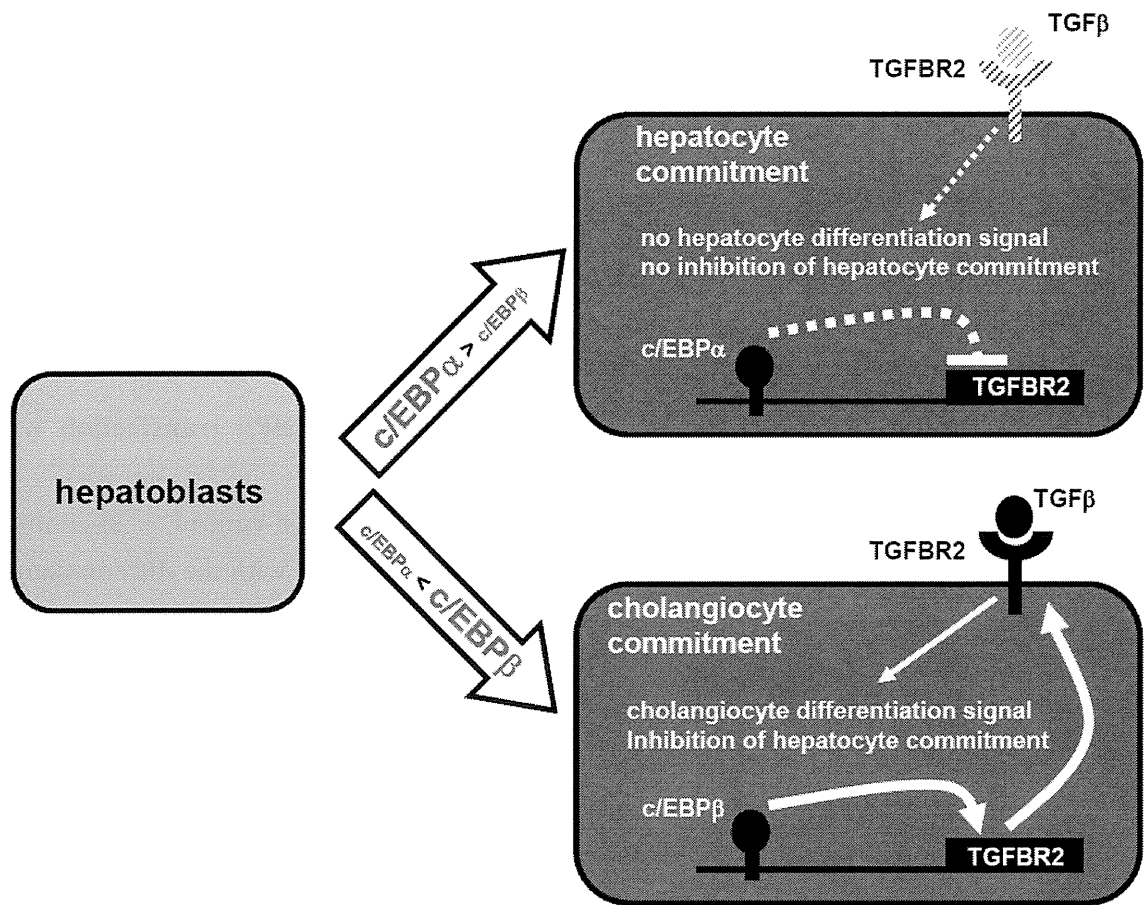 TGFβ
TGFBR2
hepatocyte
commitment
no hepatocyte differentiation signal
no inhibition of hepatocyte commitment
c/EBPα
TGFBR2
c/EBPα > c/EBPβ
hepatoblasts
c/EBPα < c/EBPβ
TGFβ
TGFBR2
cholangiocyte
commitment
cholangiocyte differentiation signal
Inhibition of hepatocyte commitment
c/EBPβ
TGFBR2